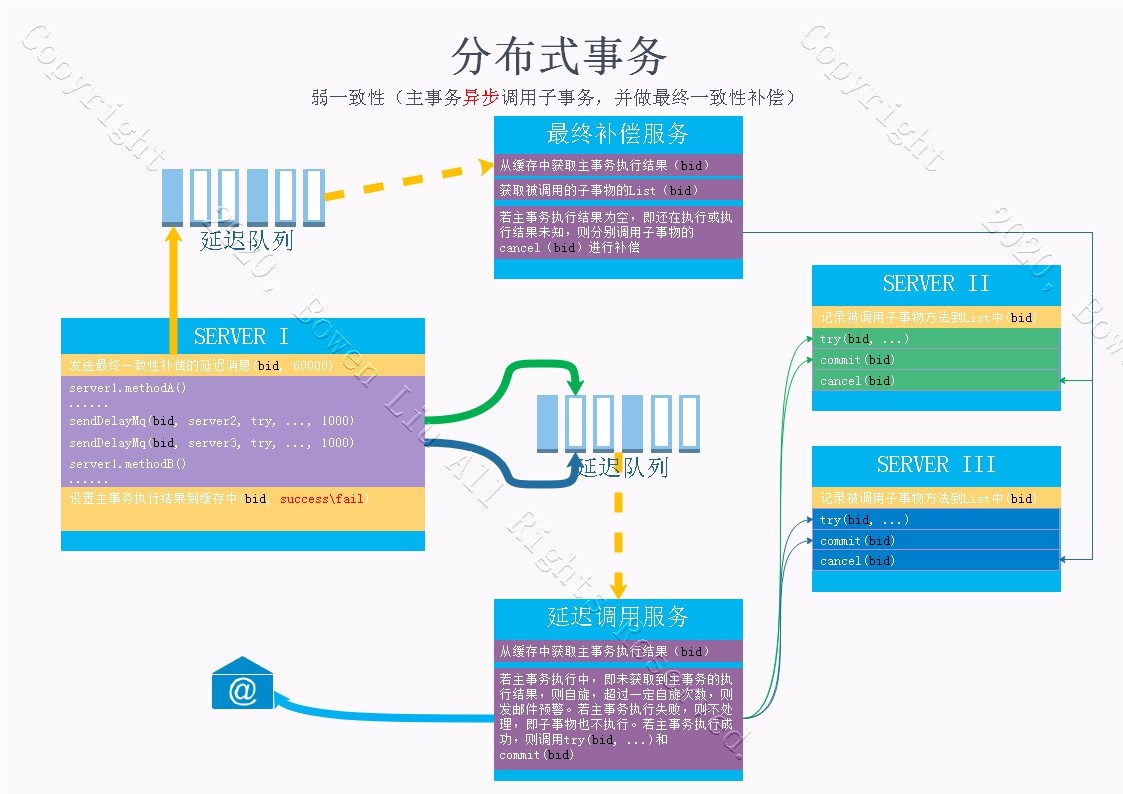 分布式事务
弱一致性（主事务异步调用子事务，并做最终一致性补偿）
最终补偿服务
从缓存中获取主事务执行结果（bid）
获取被调用的子事物的List（bid）
若主事务执行结果为空，即还在执行或执
行结果未知，则分别调用子事物的
cancel（bid）进行补偿
延迟队列
SERVER I
发送最终一致性补偿的延迟消息(bid, 60000)
server1.methodA()
......
sendDelayMq(bid, server2, try, ..., 1000)
sendDelayMq(bid, server3, try, ..., 1000)
server1.methodB()
......
设置主事务执行结果到缓存中(bid, success\fail)
延迟队列
SERVER II
记录被调用子事物方法到List中(bid)
try(bid, ...)
commit(bid)
cancel(bid)
SERVER III
记录被调用子事物方法到List中(bid)
try(bid, ...)
commit(bid)
cancel(bid)
延迟调用服务
从缓存中获取主事务执行结果（bid）
若主事务执行中，即未获取到主事务的执
行结果，则自旋，超过一定自旋次数，则
发邮件预警。若主事务执行失败，则不处
理，即子事物也不执行。若主事务执行成
功，则调用try(bid, ...)和
commit(bid)
@
Copyright 2020, Bowen Li, All Rights Reserved.
Copyright 2020, Bowen